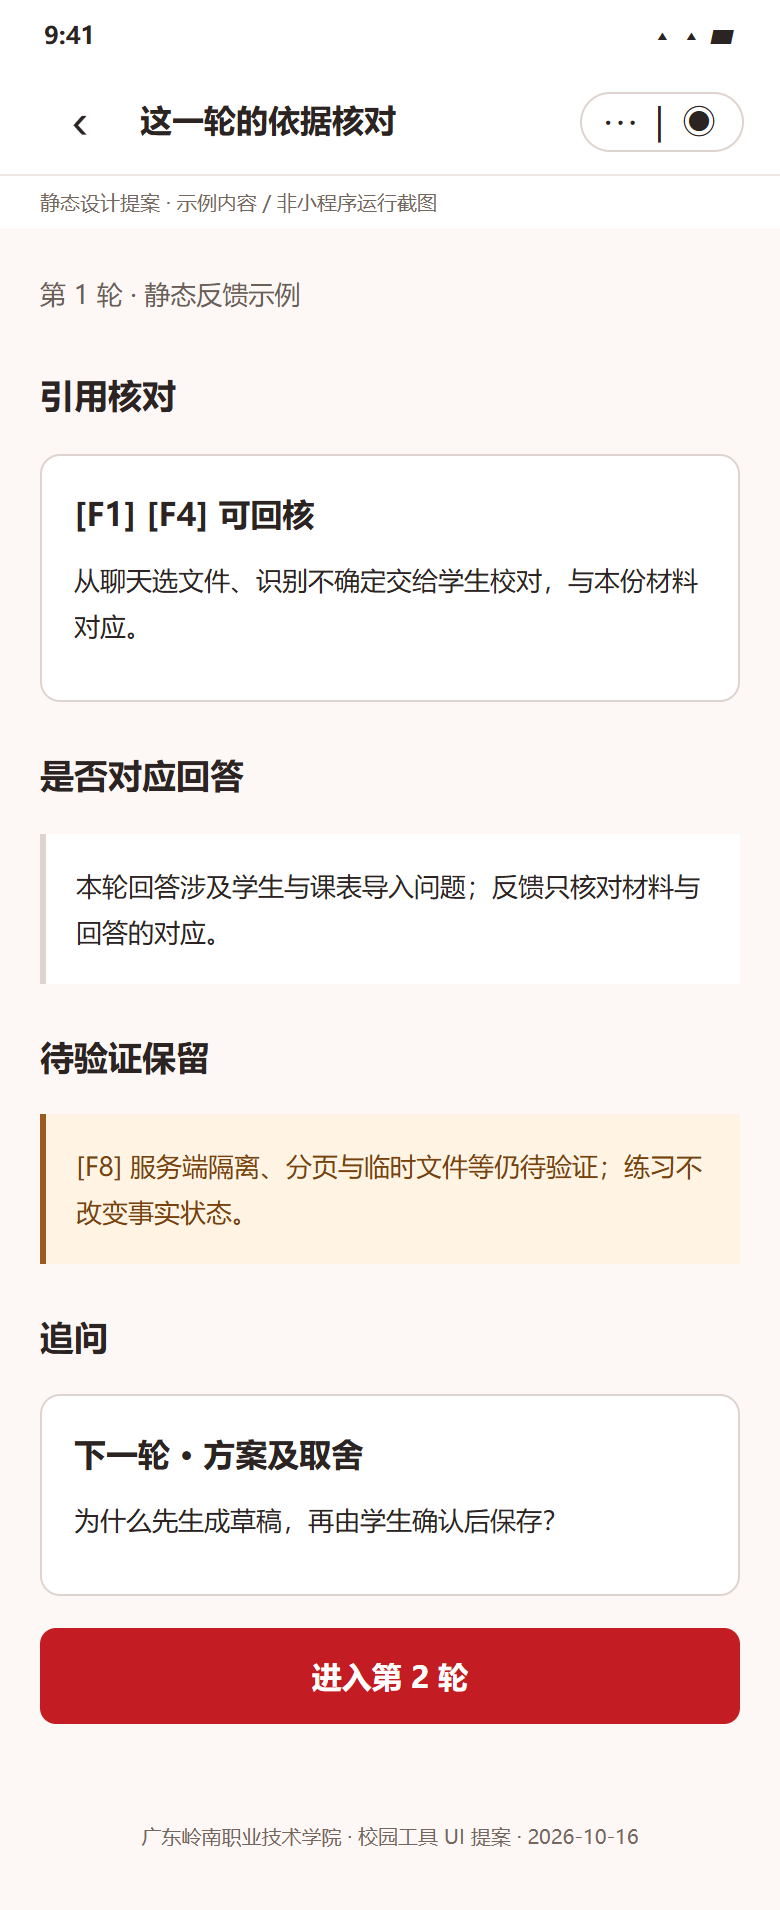 9:41
这一轮的依据核对
静态设计提案 · 示例内容 / 非小程序运行截图
第 1 轮 · 静态反馈示例
引用核对
[F1] [F4] 可回核
从聊天选文件、识别不确定交给学生校对，与本份材料
对应。
是否对应回答
本轮回答涉及学生与课表导入问题；反馈只核对材料与
回答的对应。
待验证保留
[F8] 服务端隔离、分页与临时文件等仍待验证；练习不
改变事实状态。
追问
下一轮 · 方案及取舍
为什么先生成草稿，再由学生确认后保存？
进入第 2 轮
广东岭南职业技术学院 · 校园工具 UI 提案 · 2026-10-16